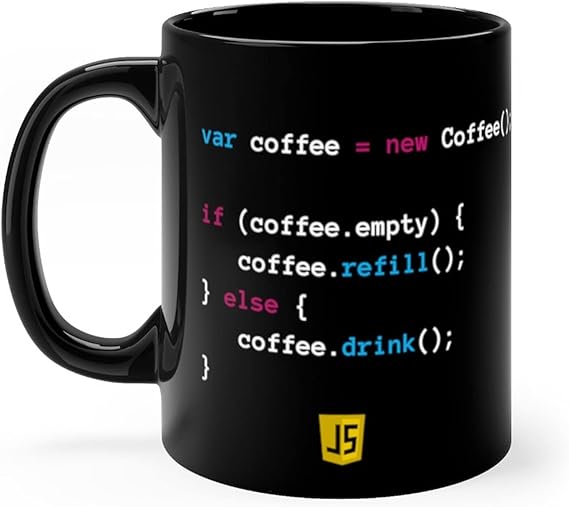 var coffee = new Coffee();
if (coffee.empty) {
coffee.refill();
} else {
coffee.drink();
}
JS